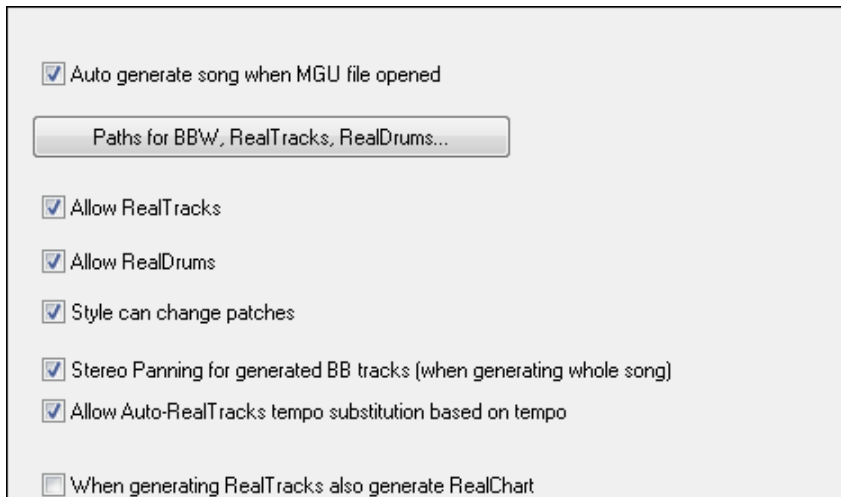 Auto generate song when MGU file opened
Paths for BBW, RealTracks, RealDrums...
Allow RealTracks
Allow RealDrums
Style can change patches
Stereo Panning for generated BB tracks (when generating whole song)
Allow Auto-RealTracks tempo substitution based on tempo
When generating RealTracks also generate RealChart